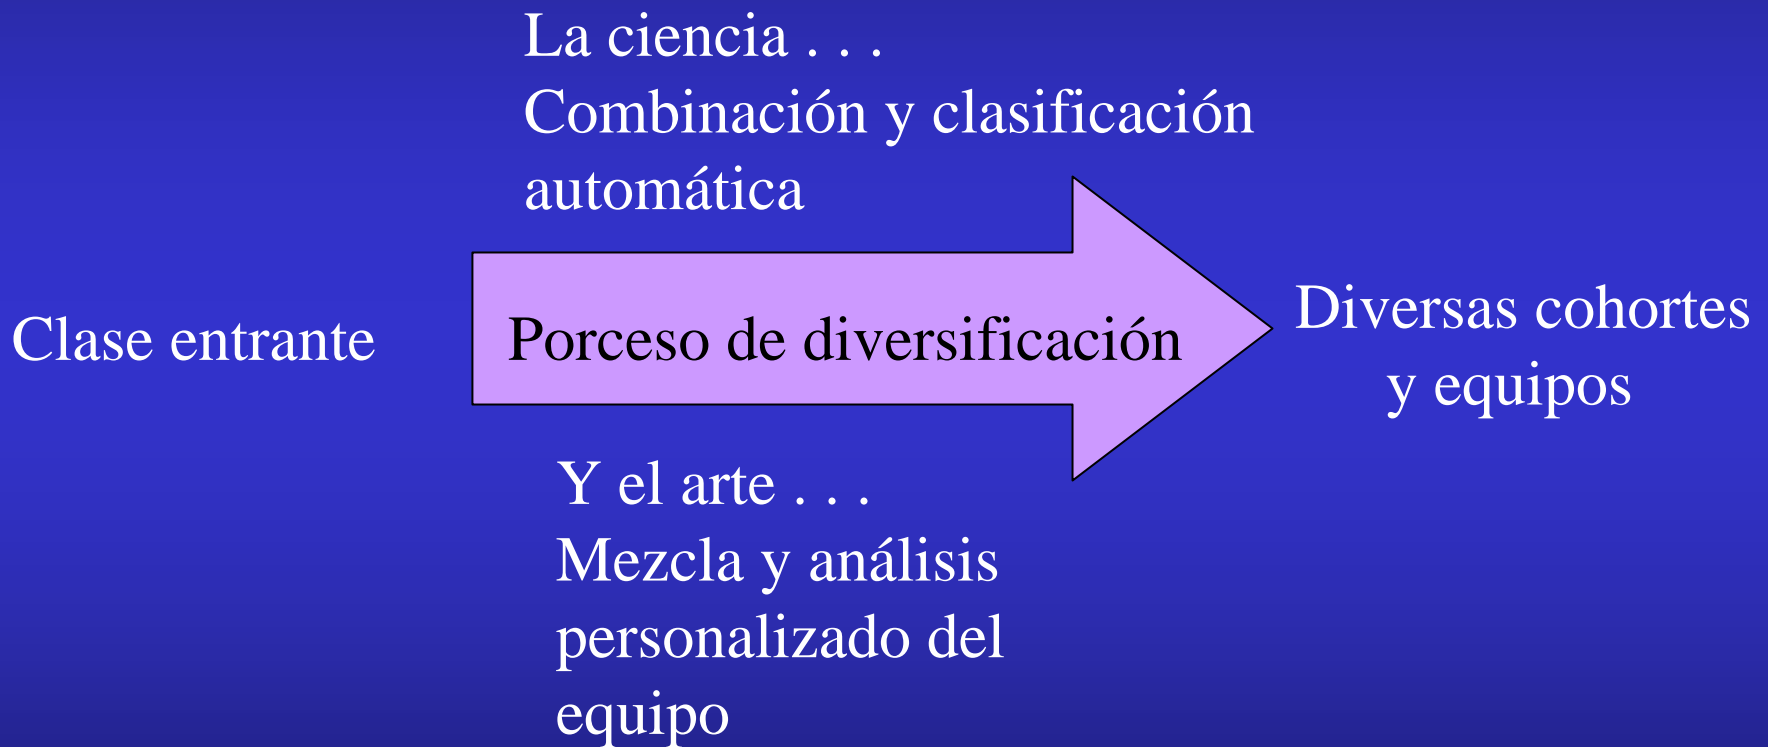 La ciencia . . .
Combinación y clasificación
automática
Clase entrante
Porceso de diversificación
Diversas cohortes
y equipos
Y el arte . . .
Mezcla y análisis
personalizado del
equipo